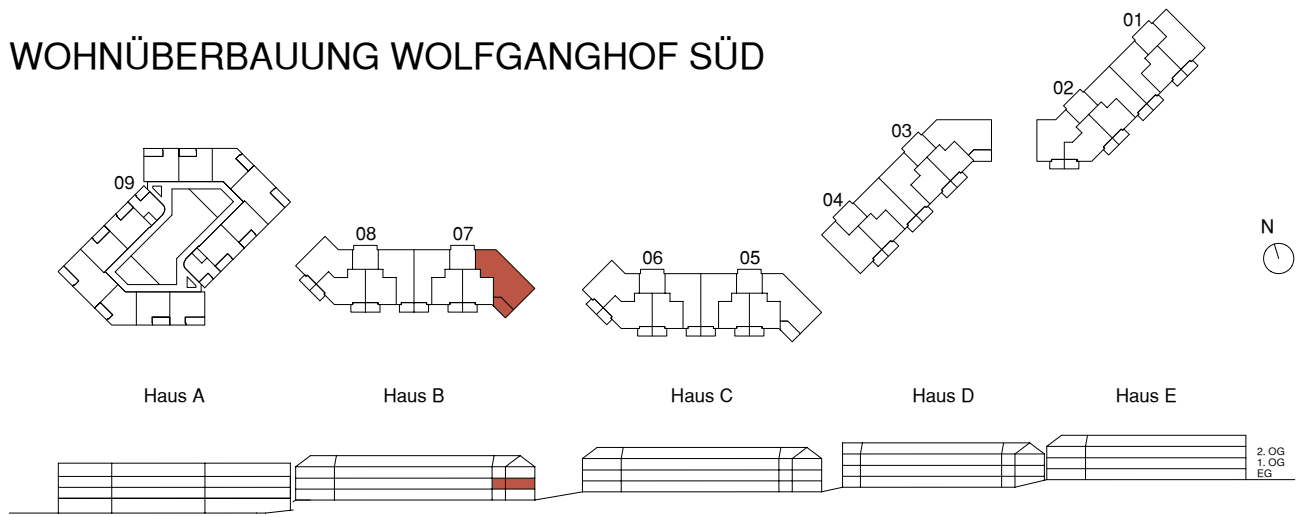 WOHNÜBERBAUUNG WOLFGANGHOF SÜD
01
02
03
04
09
08
07
06
05
N
Haus A
Haus B
Haus C
Haus D
Haus E
2. OG
1. OG
EG